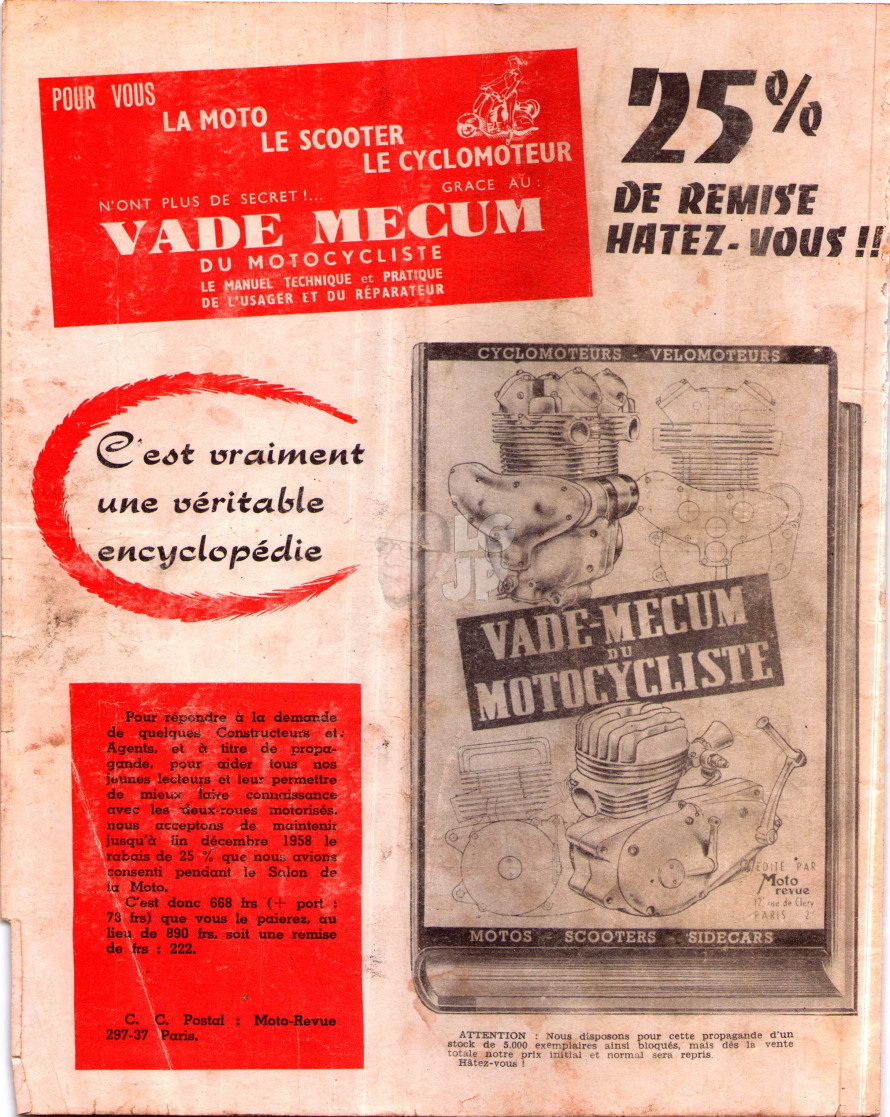 POUR VOUS
LA MOTO
LE SCOOTER
LE CYCLOMOTEUR
N'ONT PLUS DE SECRET !... GRACE AU :
VADE MECUM
DU MOTOCYCLISTE
LE MANUEL TECHNIQUE et PRATIQUE
DE L'USAGER ET DU RÉPARATEUR
25%
DE REMISE
HATEZ-VOUS !!
C'est vraiment
une véritable
encyclopédie
CYCLOMOTEURS - VELOMOTEURS
VADE-MECUM
DU
MOTOCYCLISTE
EDITÉ PAR
Moto
revue
12, rue de Clery
PARIS 2e
MOTOS - SCOOTERS - SIDECARS
LG
JP
Pour répondre à la demande
de quelques Constructeurs et
Agents, et à titre de propa-
gande, pour aider tous nos
jeunes lecteurs et leur permettre
de mieux faire connaissance
avec les deux-roues motorisés,
nous acceptons de maintenir
jusqu'à fin décembre 1958 le
rabais de 25 % que nous avions
consenti pendant le Salon de
la Moto.
C'est donc 668 frs (+ port :
73 frs) que vous le paierez, au
lieu de 890 frs, soit une remise
de frs : 222.
C. C. Postal : Moto-Revue
297-37 Paris.
ATTENTION : Nous disposons pour cette propagande d'un
stock de 5.000 exemplaires ainsi bloqués, mais dès la vente
totale notre prix initial et normal sera repris.
Hâtez-vous !